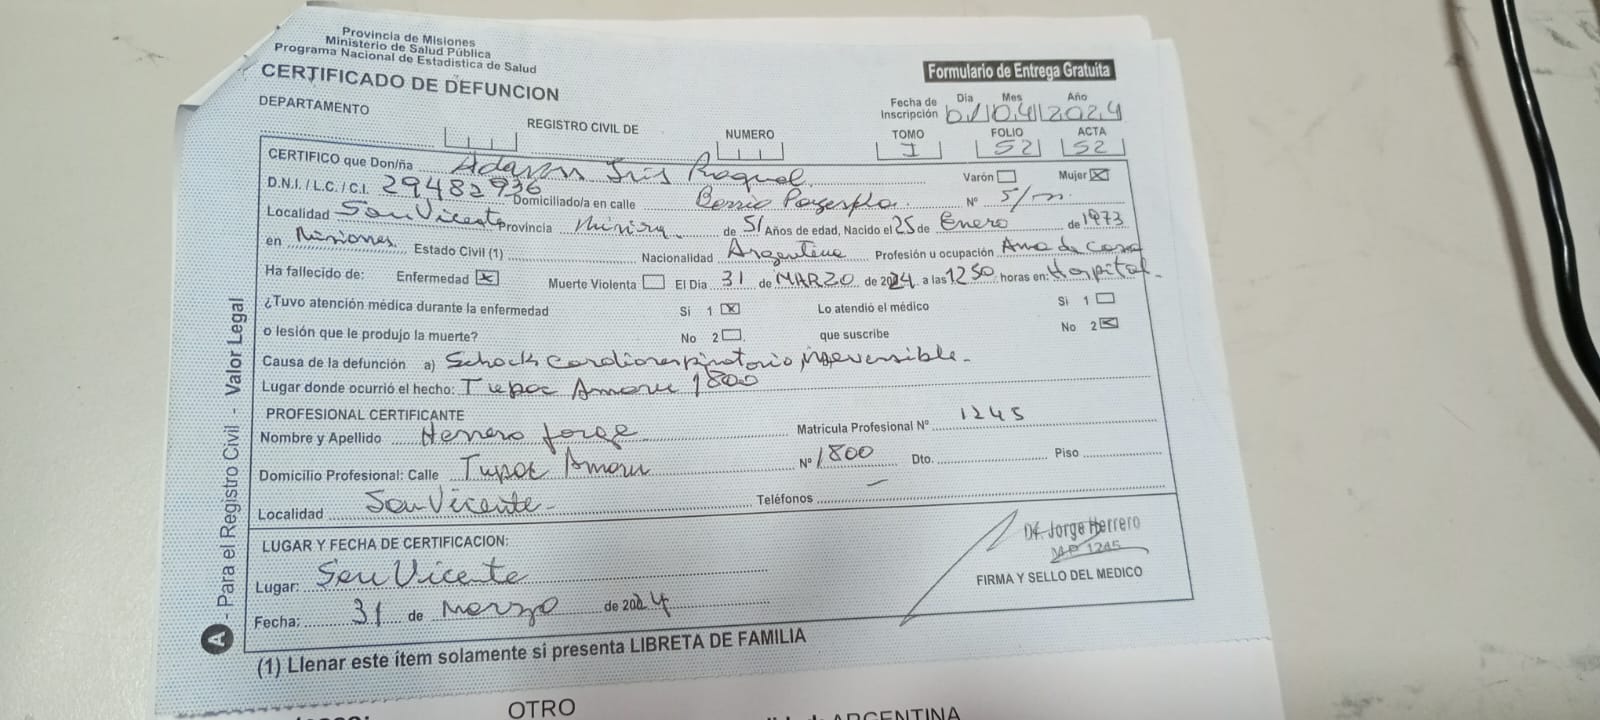 Provincia de Misiones
Ministerio de Salud Pública
Programa Nacional de Estadistica de Salud
CERTIFICADO DE DEFUNCION
Formulario de Entrega Gratuita
DEPARTAMENTO
REGISTRO CIVIL DE
NUMERO
Fecha de Inscripción Dia Mes Año 01 04 2024
TOMO I FOLIO 52 ACTA 52
CERTIFICO que Don/ña Iris Raquel Varón Mujer X
D.N.I. / L.C. / C.I. 29482936 Domiciliado/a en calle Barrio Nº S/n
Localidad San Vicente Provincia Misiones de 51 Años de edad, Nacido el 25 de Enero de 1973
en Misiones Estado Civil (1) Nacionalidad Argentina Profesión u ocupación Ama de casa
Ha fallecido de: Enfermedad X Muerte Violenta El Dia 31 de MARZO de 2024 a las 1250 horas en: Hospital-
¿Tuvo atención médica durante la enfermedad Si 1 X Lo atendió el médico Si 1
o lesión que le produjo la muerte? No 2 que suscribe No 2 X
Causa de la defunción a) Schock cardiorespiratorio irreversible-
Lugar donde ocurrió el hecho: Tupac Amaru 1800
PROFESIONAL CERTIFICANTE
Nombre y Apellido Herrero Jorge Matricula Profesional Nº 1245
Domicilio Profesional: Calle Tupac Amaru Nº 1800 Dto. Piso
Localidad San Vicente- Teléfonos -
LUGAR Y FECHA DE CERTIFICACION:
Lugar: San Vicente
Fecha: 31 de Marzo de 2024
Dr. Jorge Herrero
M.P. 1245
FIRMA Y SELLO DEL MEDICO
(1) Llenar este ítem solamente si presenta LIBRETA DE FAMILIA
A - Para el Registro Civil - Valor Legal
OTRO
ARGENTINA